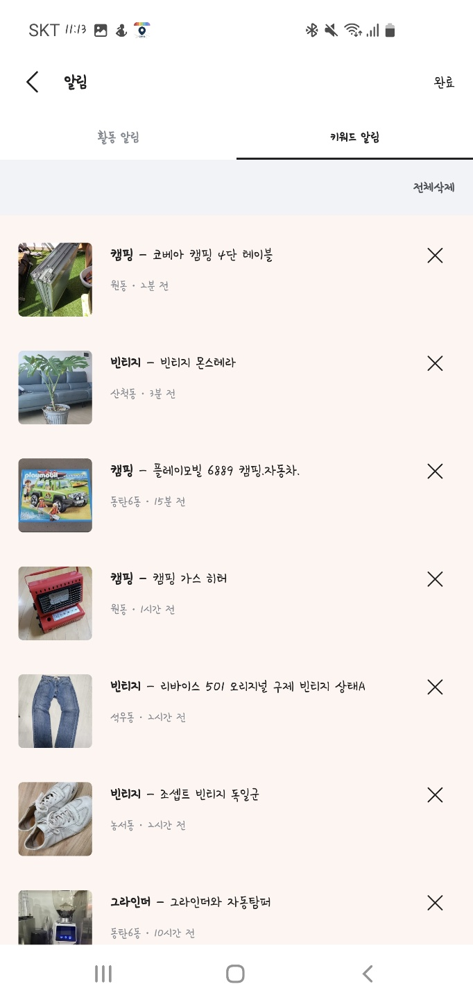 SKT 11:13
알림
완료
활동 알림
키워드 알림
전체삭제
캠핑 - 코베아 캠핑 4단 테이블
원동 · 2분 전
빈티지 - 빈티지 몬스테라
산척동 · 3분 전
playmobil
캠핑 - 플레이모빌 6889 캠핑.자동차.
동탄6동 · 15분 전
캠핑 - 캠핑 가스 히터
원동 · 1시간 전
빈티지 - 리바이스 501 오리지널 구제 빈티지 상태A
석우동 · 2시간 전
빈티지 - 조셉트 빈티지 독일군
농서동 · 2시간 전
그라인더 - 그라인더와 자동탬퍼
동탄6동 · 10시간 전